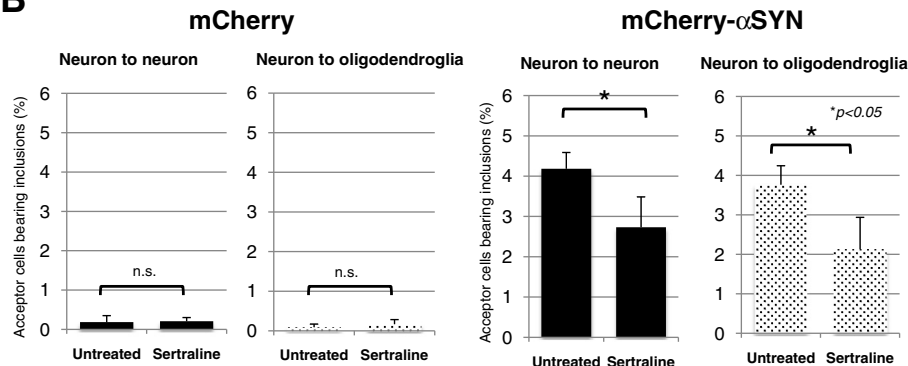 B
mCherry
mCherry-αSYN
Neuron to neuron
Neuron to oligodendroglia
Neuron to neuron
Neuron to oligodendroglia
Acceptor cells bearing inclusions (%)
6
5
4
3
2
1
0
n.s.
Untreated Sertraline
6
5
4
3
2
1
0
n.s.
Untreated Sertraline
Acceptor cells bearing inclusions (%)
6
5
4
3
2
1
0
*
Untreated Sertraline
6
5
4
3
2
1
0
*p<0.05
*
Untreated Sertraline